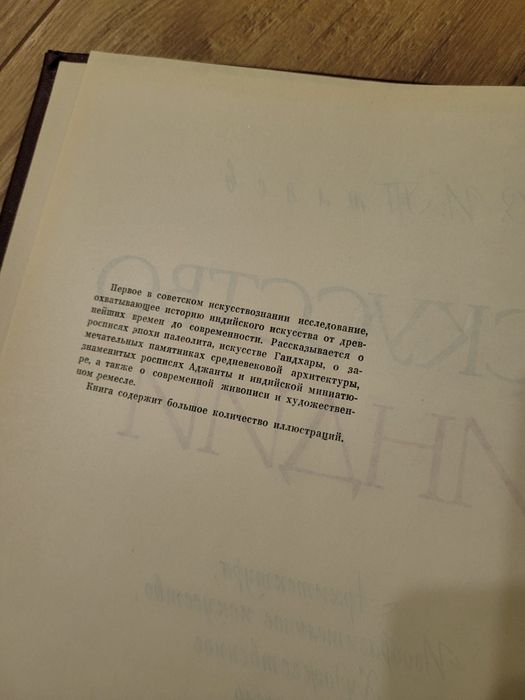 Первое в советском искусствознании исследование,
охватывающее историю индийского искусства от древ-
нейших времен до современности. Рассказывается о
росписях эпохи палеолита, искусстве Гандхары, о за-
мечательных памятниках средневековой архитектуры,
знаменитых росписях Аджанты и индийской миниатю-
ре, а также о современной живописи и художествен-
ном ремесле.
Книга содержит большое количество иллюстраций.